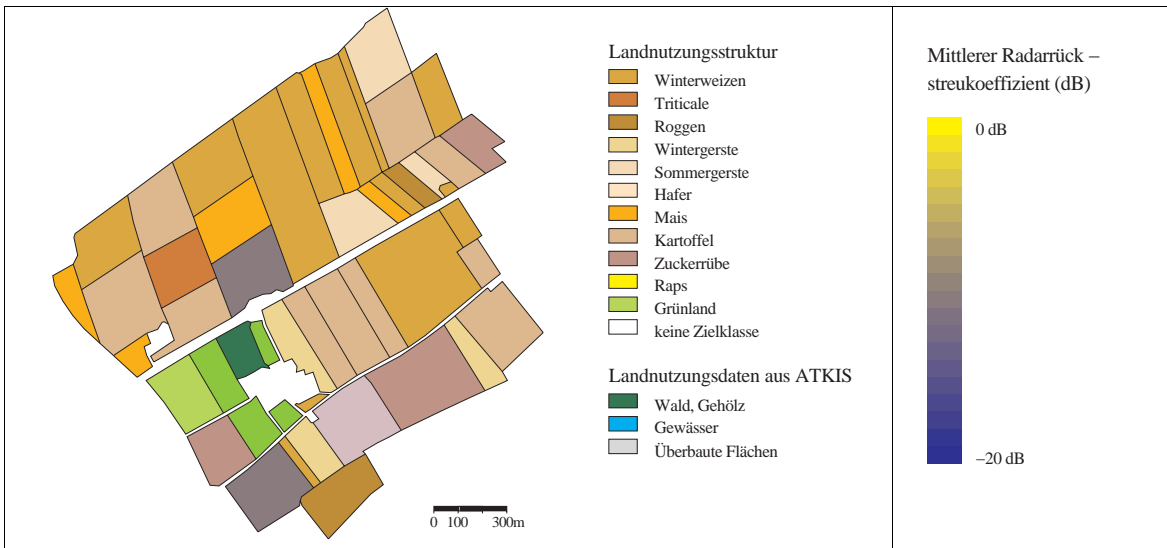 Landnutzungsstruktur
Winterweizen
Triticale
Roggen
Wintergerste
Sommergerste
Hafer
Mais
Kartoffel
Zuckerrübe
Raps
Grünland
keine Zielklasse
Landnutzungsdaten aus ATKIS
Wald, Gehölz
Gewässer
Überbaute Flächen
0 100 300m
Mittlerer Radarrück –
streukoeffizient (dB)
0 dB
–20 dB